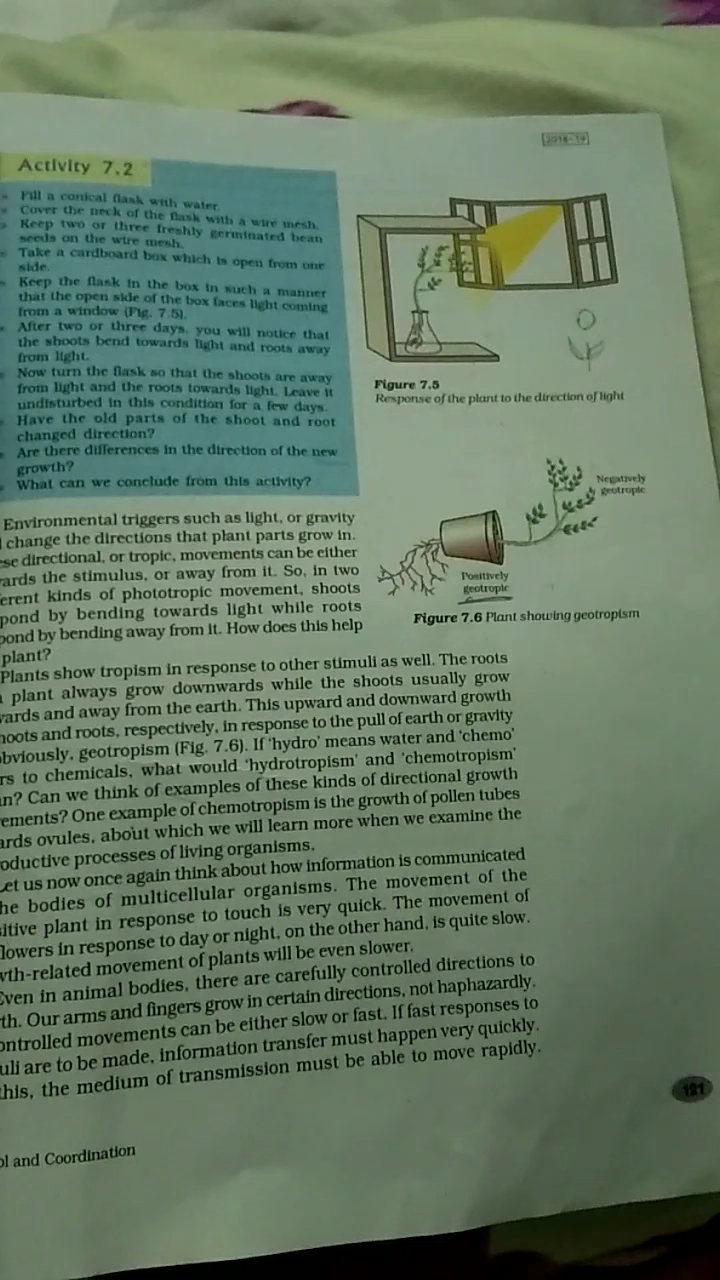 2018-19
Activity 7.2
Fill a conical flask with water.
Cover the neck of the flask with a wire mesh.
Keep two or three freshly germinated bean
seeds on the wire mesh.
Take a cardboard box which is open from one
side.
Keep the flask in the box in such a manner
that the open side of the box faces light coming
from a window (Fig. 7.5).
After two or three days, you will notice that
the shoots bend towards light and roots away
from light.
Now turn the flask so that the shoots are away
from light and the roots towards light. Leave it
undisturbed in this condition for a few days.
Have the old parts of the shoot and root
changed direction?
Are there differences in the direction of the new
growth?
What can we conclude from this activity?
Figure 7.5
Response of the plant to the direction of light
Negatively
geotropic
Positively
geotropic
Figure 7.6 Plant showing geotropism
Environmental triggers such as light, or gravity
change the directions that plant parts grow in.
se directional, or tropic, movements can be either
ards the stimulus, or away from it. So, in two
erent kinds of phototropic movement, shoots
pond by bending towards light while roots
pond by bending away from it. How does this help
plant?
Plants show tropism in response to other stimuli as well. The roots
plant always grow downwards while the shoots usually grow
ards and away from the earth. This upward and downward growth
hoots and roots, respectively, in response to the pull of earth or gravity
obviously, geotropism (Fig. 7.6). If 'hydro' means water and 'chemo'
rs to chemicals, what would 'hydrotropism' and 'chemotropism'
n? Can we think of examples of these kinds of directional growth
ements? One example of chemotropism is the growth of pollen tubes
ards ovules, about which we will learn more when we examine the
oductive processes of living organisms.
Let us now once again think about how information is communicated
he bodies of multicellular organisms. The movement of the
sitive plant in response to touch is very quick. The movement of
lowers in response to day or night, on the other hand, is quite slow.
wth-related movement of plants will be even slower.
Even in animal bodies, there are carefully controlled directions to
th. Our arms and fingers grow in certain directions, not haphazardly.
ontrolled movements can be either slow or fast. If fast responses to
uli are to be made, information transfer must happen very quickly.
this, the medium of transmission must be able to move rapidly.
ol and Coordination
121